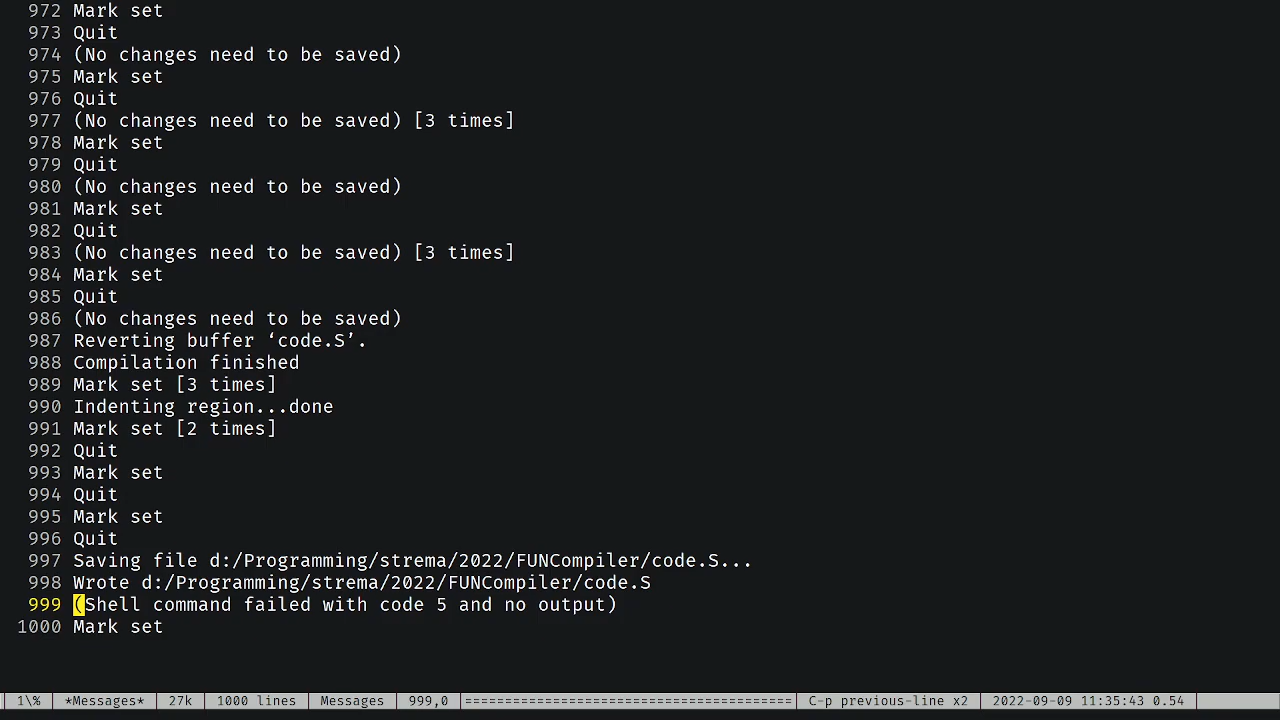 972 Mark set
973 Quit
974 (No changes need to be saved)
975 Mark set
976 Quit
977 (No changes need to be saved) [3 times]
978 Mark set
979 Quit
980 (No changes need to be saved)
981 Mark set
982 Quit
983 (No changes need to be saved) [3 times]
984 Mark set
985 Quit
986 (No changes need to be saved)
987 Reverting buffer ‘code.S’.
988 Compilation finished
989 Mark set [3 times]
990 Indenting region...done
991 Mark set [2 times]
992 Quit
993 Mark set
994 Quit
995 Mark set
996 Quit
997 Saving file d:/Programming/strema/2022/FUNCompiler/code.S...
998 Wrote d:/Programming/strema/2022/FUNCompiler/code.S
999 (Shell command failed with code 5 and no output)
1000 Mark set
1\% *Messages* 27k 1000 lines Messages 999,0 ====================================== C-p previous-line x2 2022-09-09 11:35:43 0.54